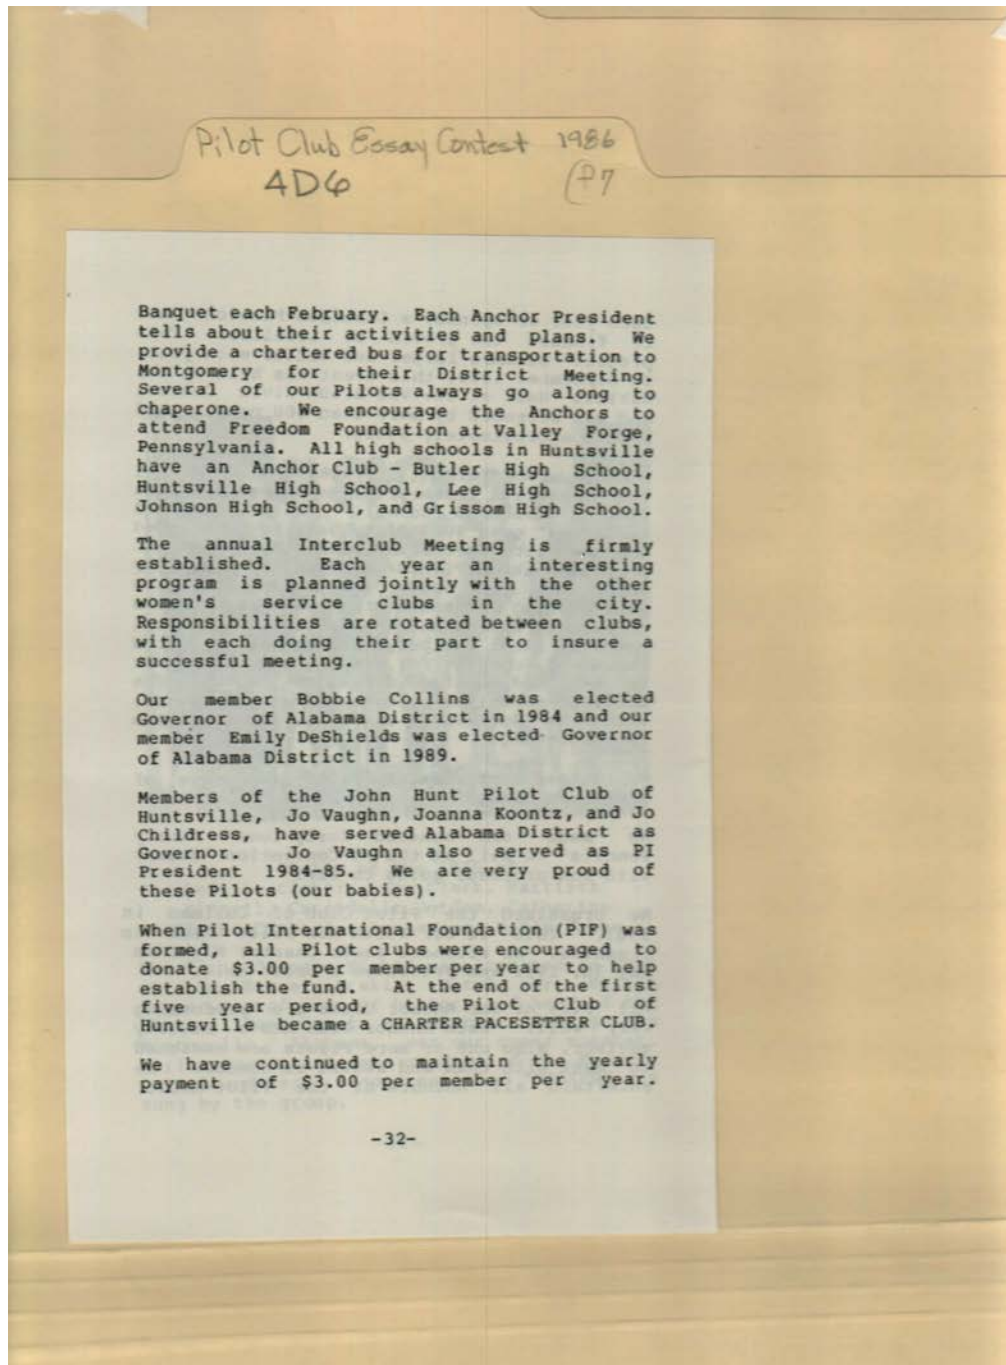 Pilot Club Essay Contest 1986
4D6 (P7
Banquet each February. Each Anchor President
tells about their activities and plans. We
provide a chartered bus for transportation to
Montgomery for their District Meeting.
Several of our Pilots always go along to
chaperone. We encourage the Anchors to
attend Freedom Foundation at Valley Forge,
Pennsylvania. All high schools in Huntsville
have an Anchor Club - Butler High School,
Huntsville High School, Lee High School,
Johnson High School, and Grissom High School.
The annual Interclub Meeting is firmly
established. Each year an interesting
program is planned jointly with the other
women's service clubs in the city.
Responsibilities are rotated between clubs,
with each doing their part to insure a
successful meeting.
Our member Bobbie Collins was elected
Governor of Alabama District in 1984 and our
member Emily DeShields was elected Governor
of Alabama District in 1989.
Members of the John Hunt Pilot Club of
Huntsville, Jo Vaughn, Joanna Koontz, and Jo
Childress, have served Alabama District as
Governor. Jo Vaughn also served as PI
President 1984-85. We are very proud of
these Pilots (our babies).
When Pilot International Foundation (PIF) was
formed, all Pilot clubs were encouraged to
donate $3.00 per member per year to help
establish the fund. At the end of the first
five year period, the Pilot Club of
Huntsville became a CHARTER PACESETTER CLUB.
We have continued to maintain the yearly
payment of $3.00 per member per year.
-32-